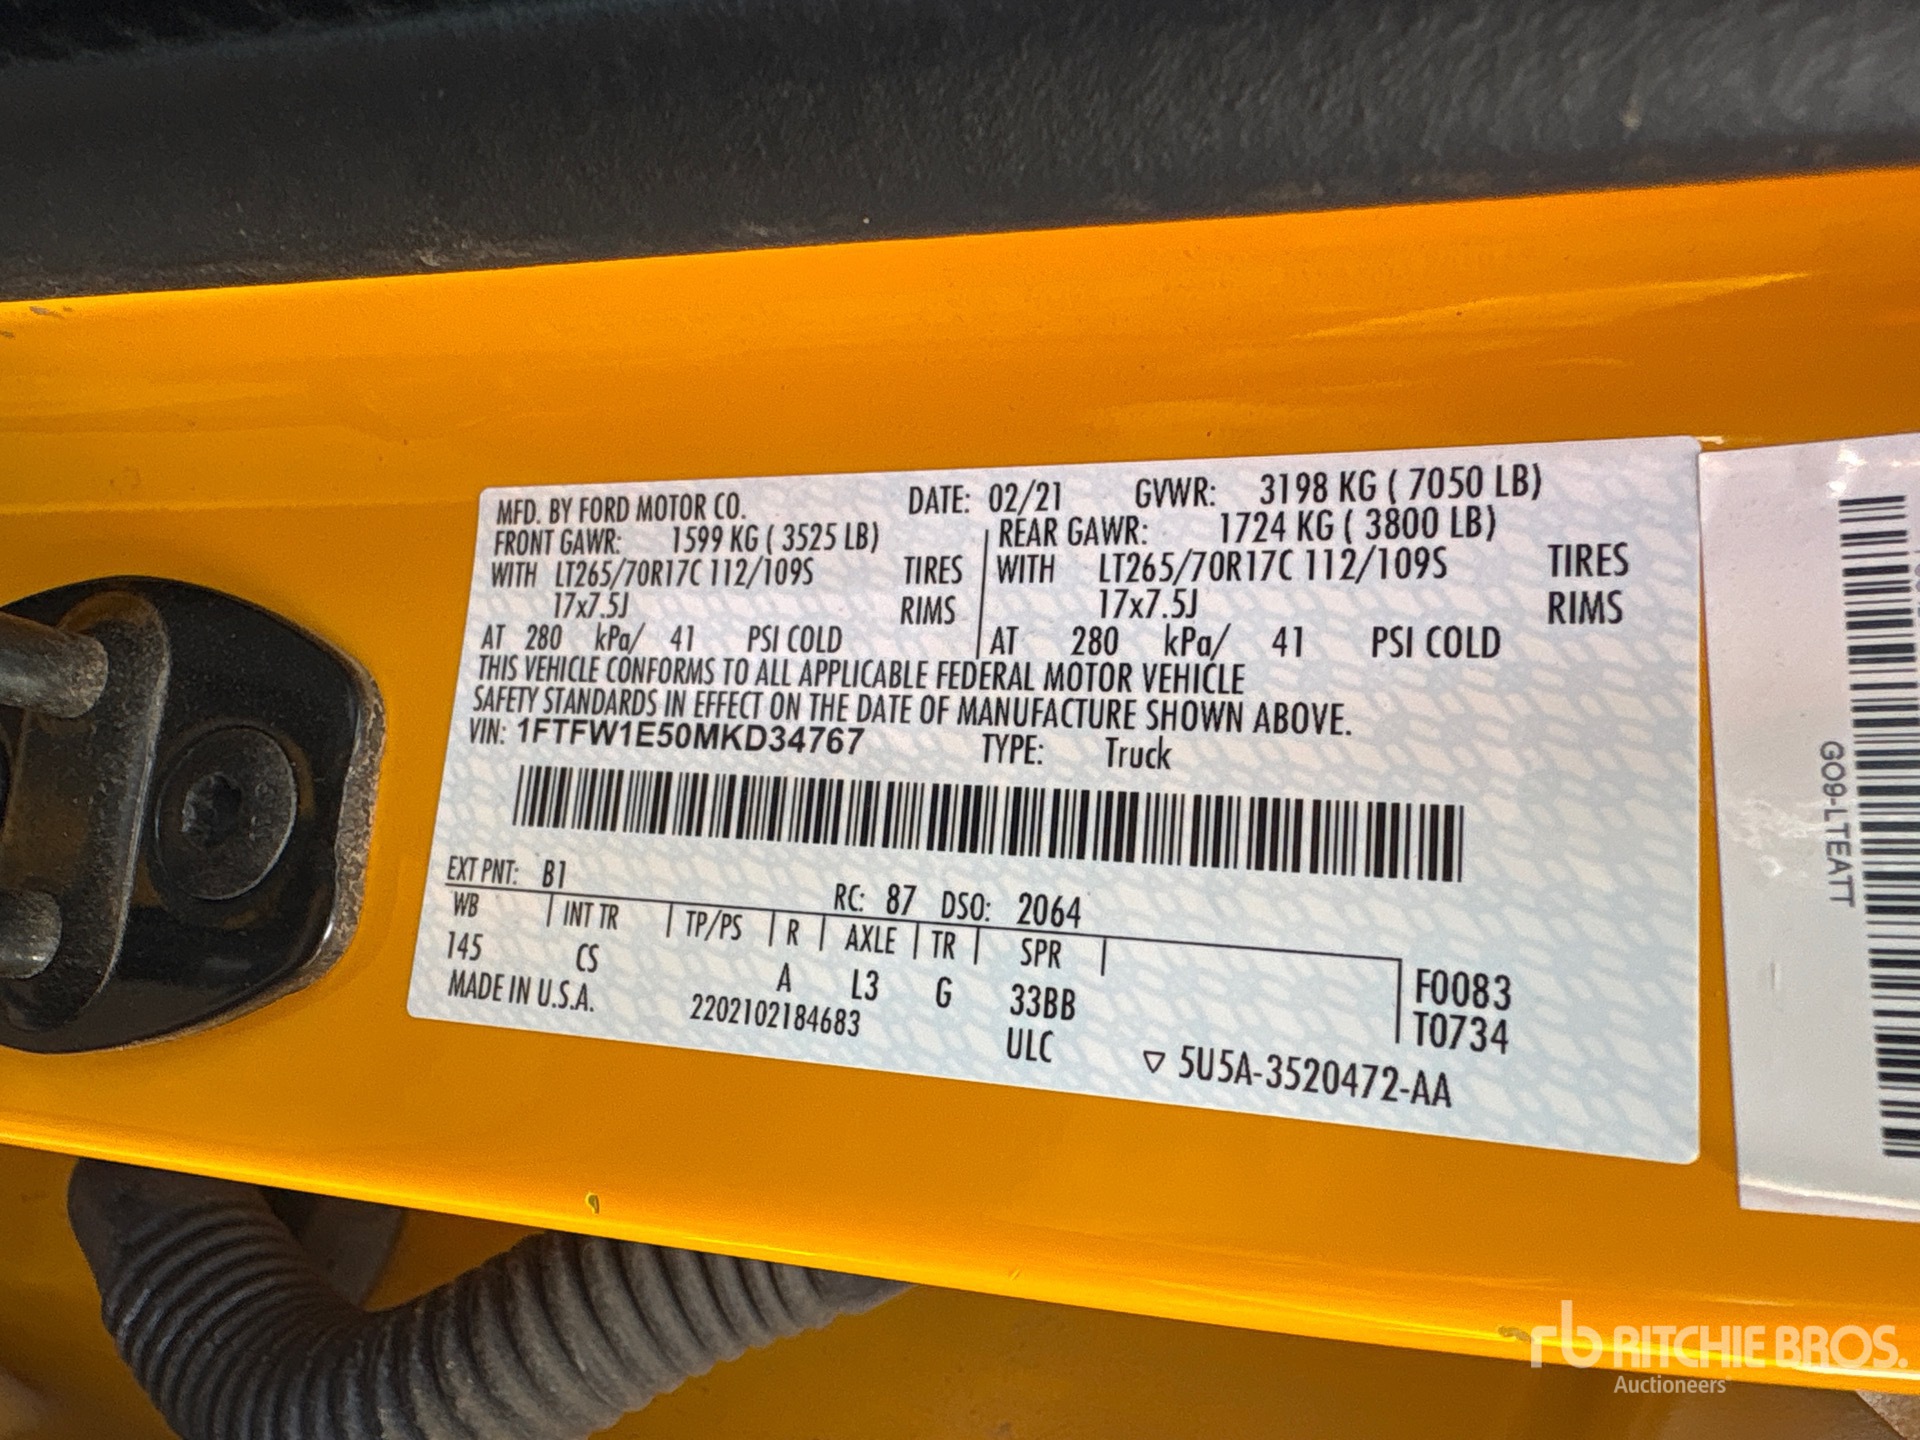 MFD. BY FORD MOTOR CO. DATE: 02/21 GVWR: 3198 KG ( 7050 LB)
FRONT GAWR: 1599 KG ( 3525 LB) REAR GAWR: 1724 KG ( 3800 LB)
WITH LT265/70R17C 112/109S TIRES WITH LT265/70R17C 112/109S TIRES
17x7.5J RIMS 17x7.5J RIMS
AT 280 kPa/ 41 PSI COLD AT 280 kPa/ 41 PSI COLD
THIS VEHICLE CONFORMS TO ALL APPLICABLE FEDERAL MOTOR VEHICLE
SAFETY STANDARDS IN EFFECT ON THE DATE OF MANUFACTURE SHOWN ABOVE.
VIN: 1FTFW1E50MKD34767 TYPE: Truck
EXT PNT: B1 RC: 87 DSO: 2064
WB INT TR TP/PS R AXLE TR SPR
145 CS A L3 G 33BB F0083
MADE IN U.S.A. 2202102184683 ULC T0734
▽ 5U5A-3520472-AA
GO9-LTEATT
rb RITCHIE BROS.
Auctioneers